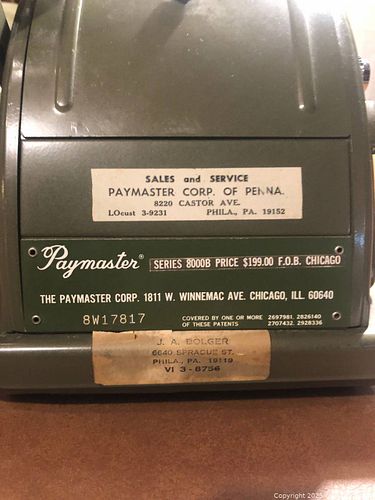 SALES and SERVICE
PAYMASTER CORP. OF PENNA.
8220 CASTOR AVE.
LOcust 3-9231 PHILA., PA. 19152
Paymaster® SERIES 8000B PRICE $199.00 F.O.B. CHICAGO
THE PAYMASTER CORP. 1811 W. WINNEMAC AVE. CHICAGO, ILL. 60640
8W17817 COVERED BY ONE OR MORE 2697981. 2826140
OF THESE PATENTS 2707432. 2928336
J. A. BOLGER
6640 SPRAGUE ST.
PHILA., PA. 19119
VI 3-8756